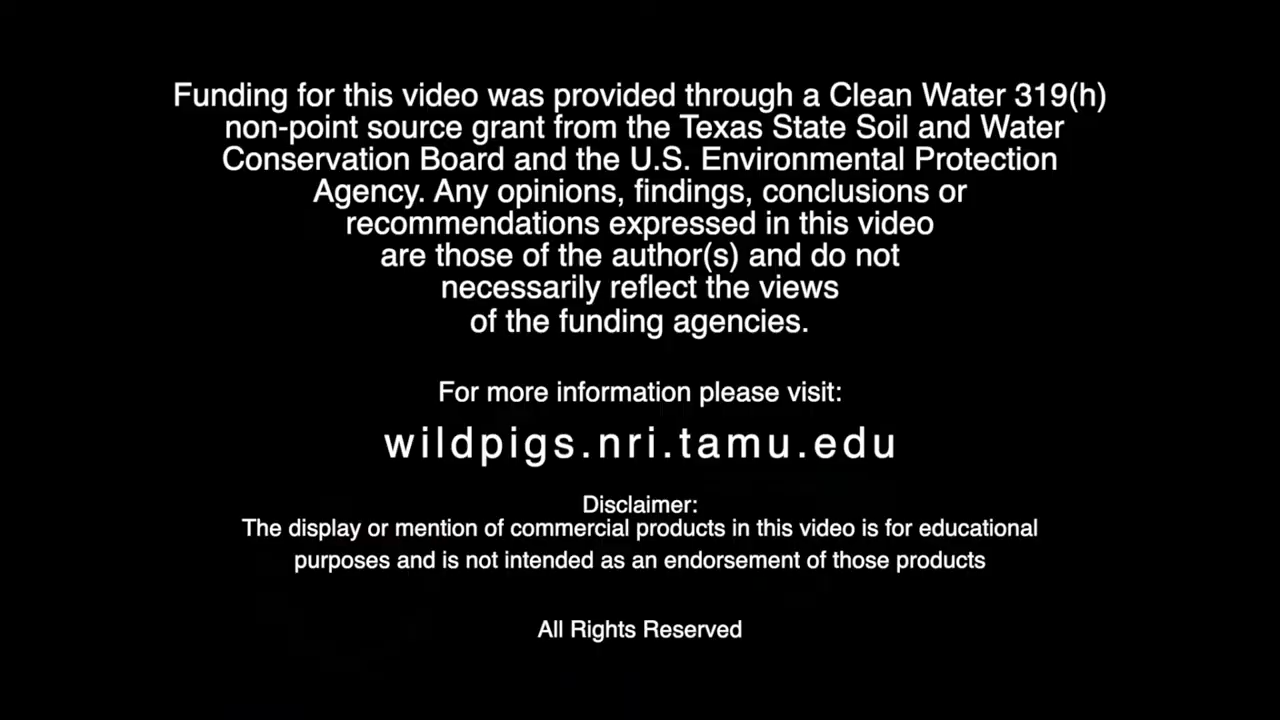 Funding for this video was provided through a Clean Water 319(h)
non-point source grant from the Texas State Soil and Water
Conservation Board and the U.S. Environmental Protection
Agency. Any opinions, findings, conclusions or
recommendations expressed in this video
are those of the author(s) and do not
necessarily reflect the views
of the funding agencies.
For more information please visit:
wildpigs.nri.tamu.edu
Disclaimer:
The display or mention of commercial products in this video is for educational
purposes and is not intended as an endorsement of those products
All Rights Reserved